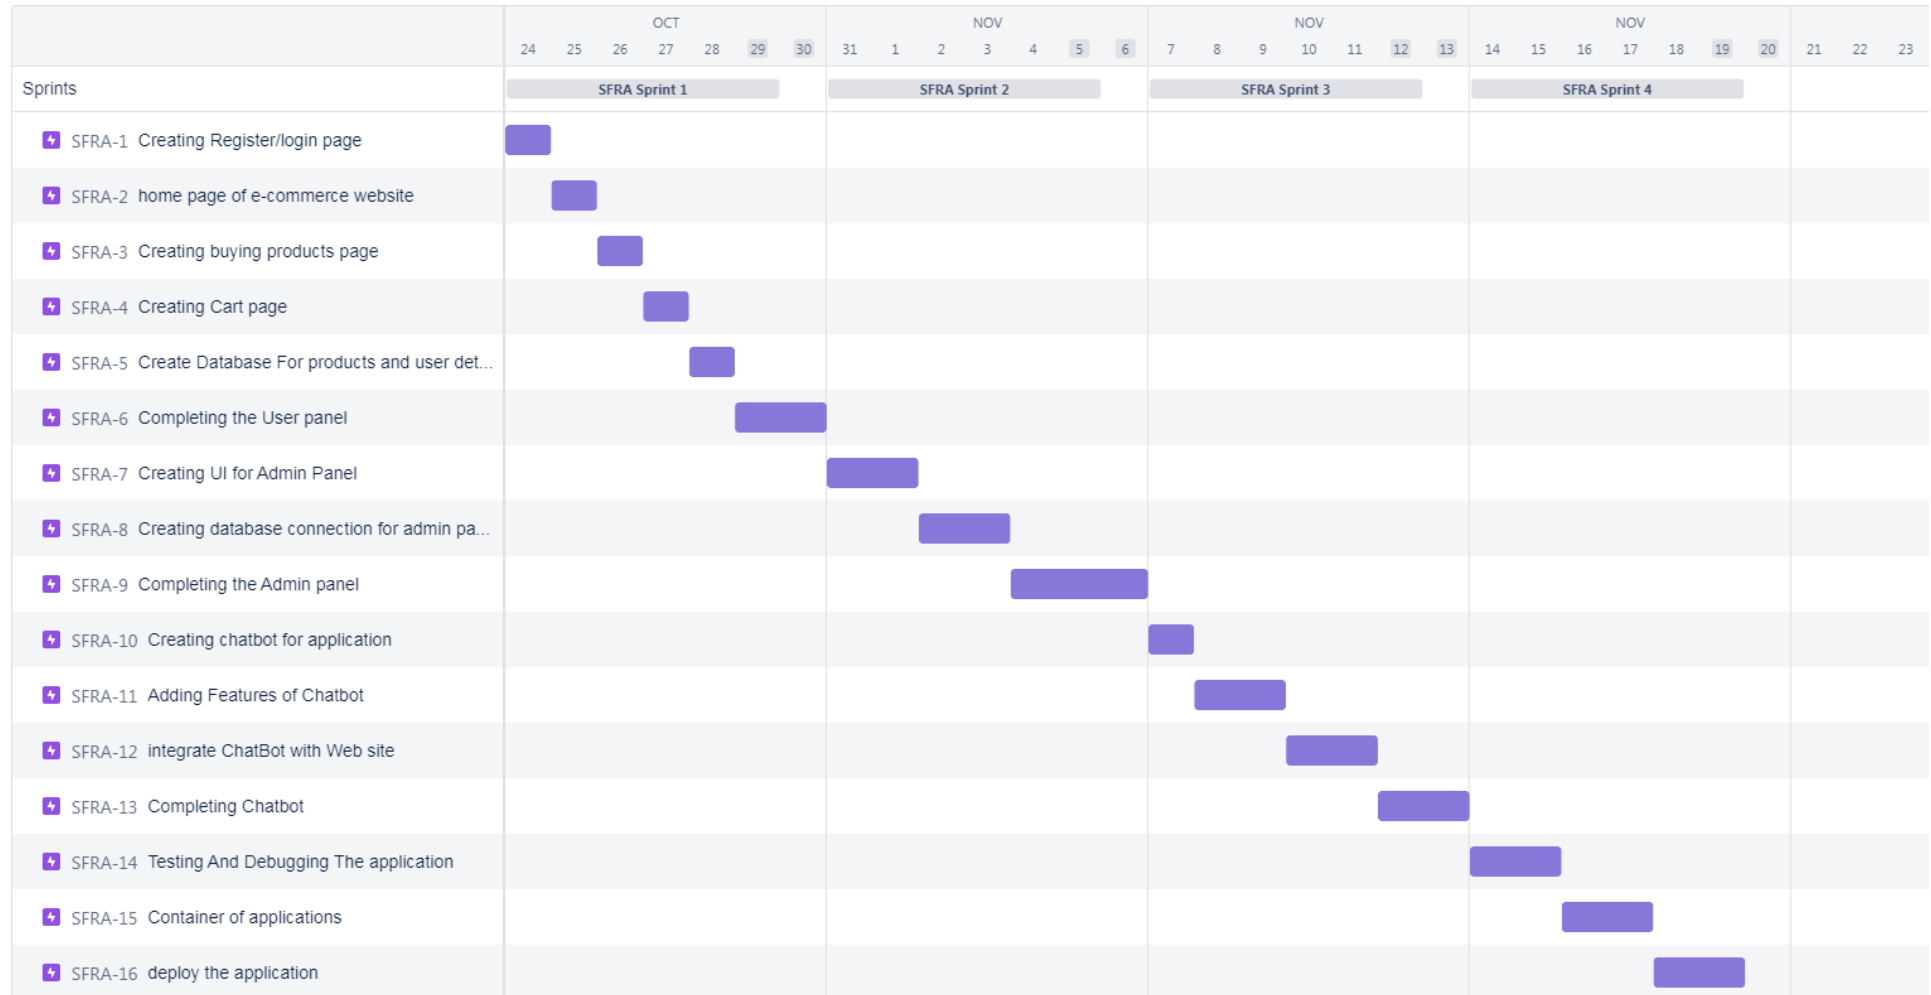 OCT NOV NOV NOV
24 25 26 27 28 29 30 31 1 2 3 4 5 6 7 8 9 10 11 12 13 14 15 16 17 18 19 20 21 22 23
Sprints SFRA Sprint 1 SFRA Sprint 2 SFRA Sprint 3 SFRA Sprint 4
SFRA-1 Creating Register/login page
SFRA-2 home page of e-commerce website
SFRA-3 Creating buying products page
SFRA-4 Creating Cart page
SFRA-5 Create Database For products and user det...
SFRA-6 Completing the User panel
SFRA-7 Creating UI for Admin Panel
SFRA-8 Creating database connection for admin pa...
SFRA-9 Completing the Admin panel
SFRA-10 Creating chatbot for application
SFRA-11 Adding Features of Chatbot
SFRA-12 integrate ChatBot with Web site
SFRA-13 Completing Chatbot
SFRA-14 Testing And Debugging The application
SFRA-15 Container of applications
SFRA-16 deploy the application